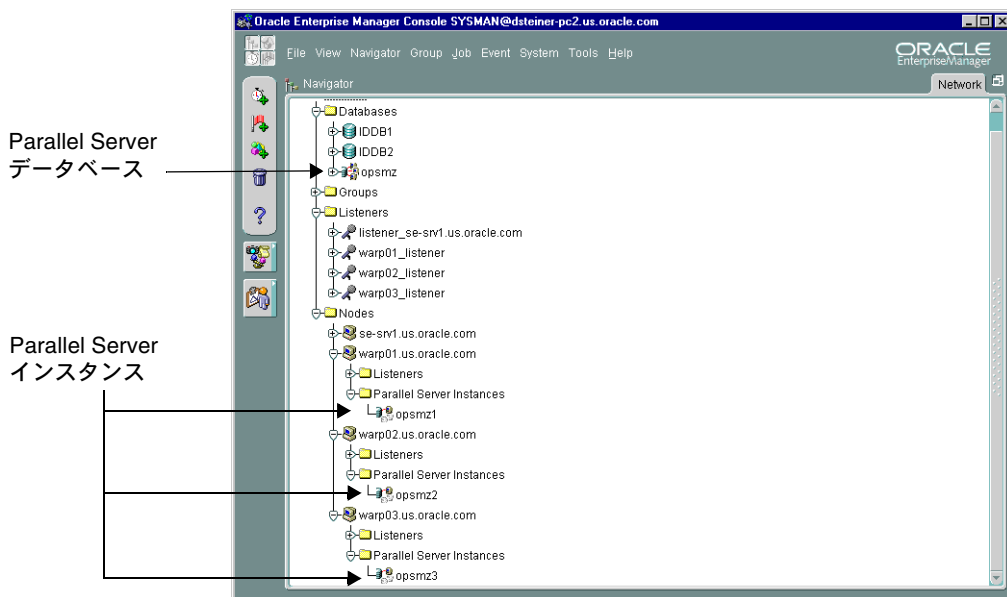 Oracle Enterprise Manager Console SYSMAN@dsteiner-pc2.us.oracle.com
File View Navigator Group Job Event System Tools Help
ORACLE
EnterpriseManager
Navigator
Network
Databases
IDDB1
IDDB2
Parallel Server
データベース
opsmz
Groups
Listeners
listener_se-srv1.us.oracle.com
warp01_listener
warp02_listener
warp03_listener
Nodes
se-srv1.us.oracle.com
Parallel Server
インスタンス
warp01.us.oracle.com
Listeners
Parallel Server Instances
opsmz1
warp02.us.oracle.com
Listeners
Parallel Server Instances
opsmz2
warp03.us.oracle.com
Listeners
Parallel Server Instances
opsmz3